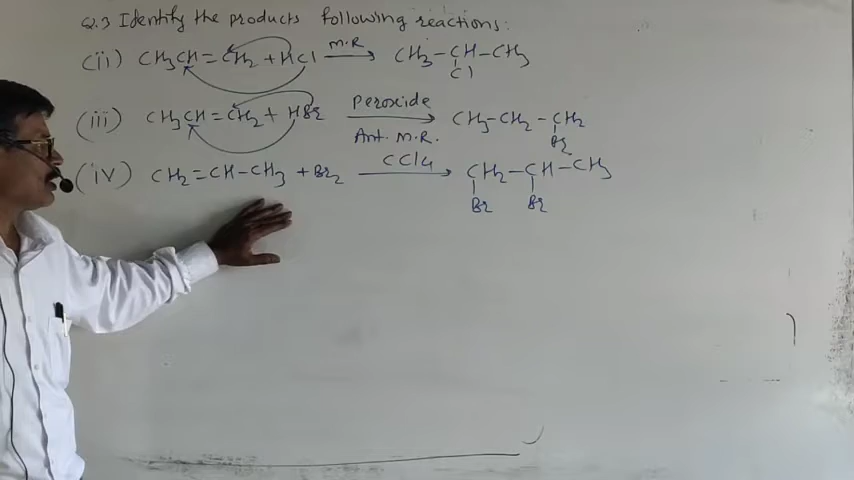 Q.3 Identify the products following reactions:
(ii) CH3CH=CH2 + HCl M.R CH3-CH-CH3
Cl
(iii) CH3CH=CH2 + HBr Peroxide Ant. M.R. CH3-CH2-CH2
Br
(iv) CH2=CH-CH3 + Br2 CCl4 CH2-CH-CH3
Br Br